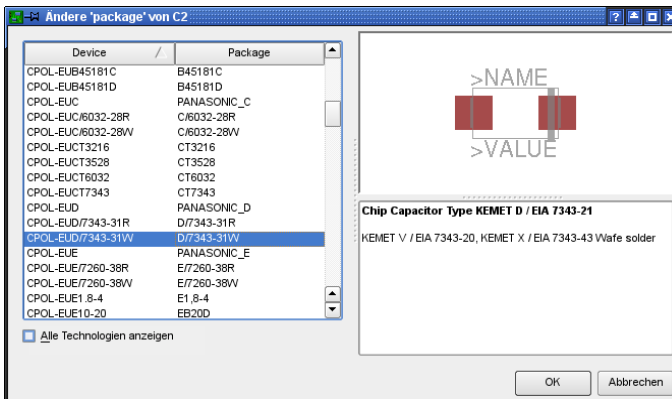 Ändere 'package' von C2
Device Package
CPOL-EUB45181C B45181C
CPOL-EUB45181D B45181D
CPOL-EUC PANASONIC_C
CPOL-EUC/6032-28R C/6032-28R
CPOL-EUC/6032-28W C/6032-28W
CPOL-EUCT3216 CT3216
CPOL-EUCT3528 CT3528
CPOL-EUCT6032 CT6032
CPOL-EUCT7343 CT7343
CPOL-EUD PANASONIC_D
CPOL-EUD/7343-31R D/7343-31R
CPOL-EUD/7343-31W D/7343-31W
CPOL-EUE PANASONIC_E
CPOL-EUE/7260-38R E/7260-38R
CPOL-EUE/7260-38W E/7260-38W
CPOL-EUE1.8-4 E1,8-4
CPOL-EUE10-20 EB20D
Alle Technologien anzeigen
>NAME
>VALUE
Chip Capacitor Type KEMET D / EIA 7343-21
KEMET V / EIA 7343-20, KEMET X / EIA 7343-43 Wafe solder
OK Abbrechen